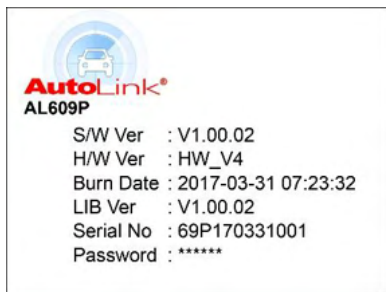 AutoLink®
AL609P
S/W Ver : V1.00.02
H/W Ver : HW_V4
Burn Date : 2017-03-31 07:23:32
LIB Ver : V1.00.02
Serial No : 69P170331001
Password : ******